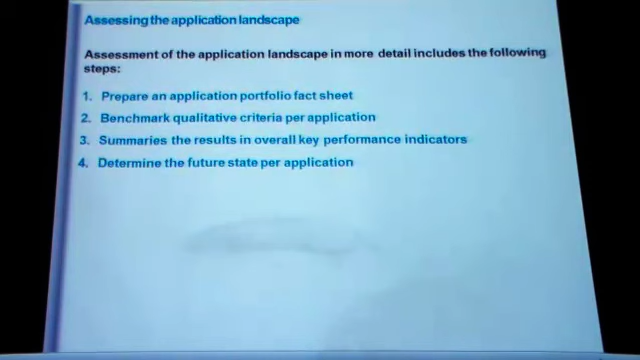 Assessing the application landscape
Assessment of the application landscape in more detail includes the following
steps:
1. Prepare an application portfolio fact sheet
2. Benchmark qualitative criteria per application
3. Summaries the results in overall key performance indicators
4. Determine the future state per application